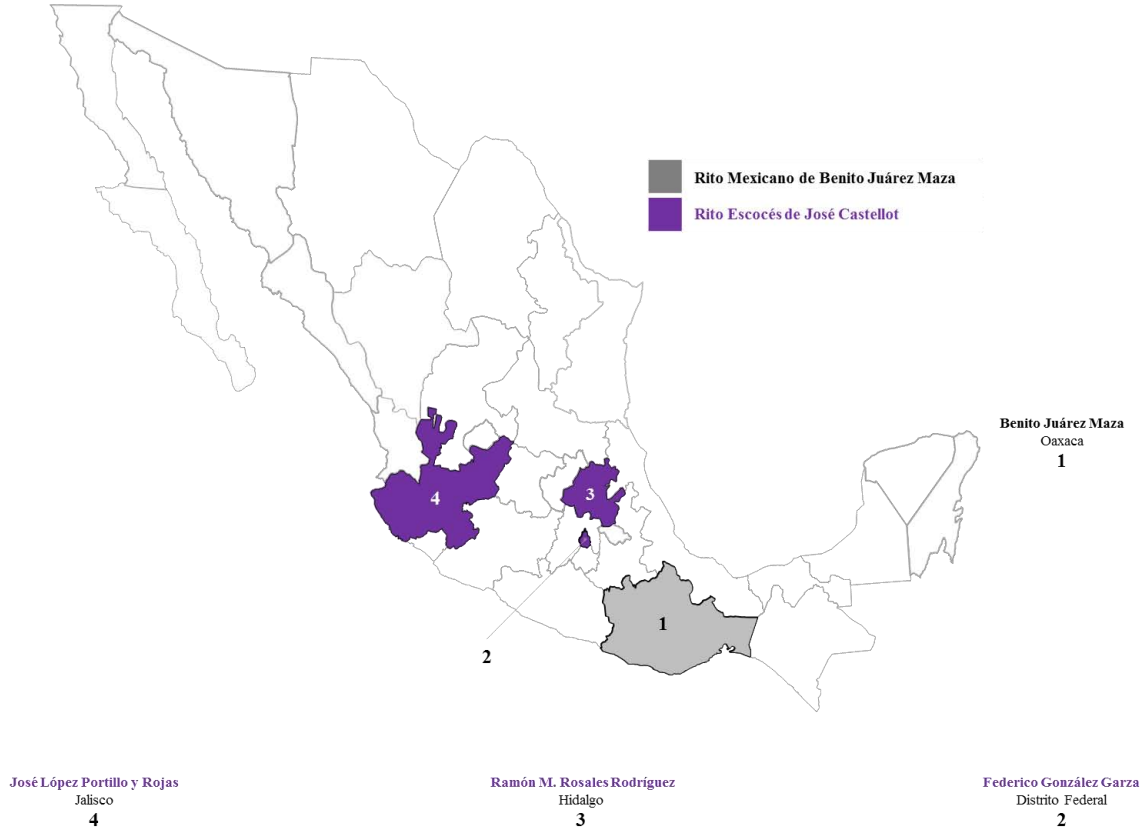 Rito Mexicano de Benito Juárez Maza
Rito Escocés de José Castellot
Benito Juárez Maza
Oaxaca
1
4
3
1
2
José López Portillo y Rojas
Jalisco
4
Ramón M. Rosales Rodríguez
Hidalgo
3
Federico González Garza
Distrito Federal
2